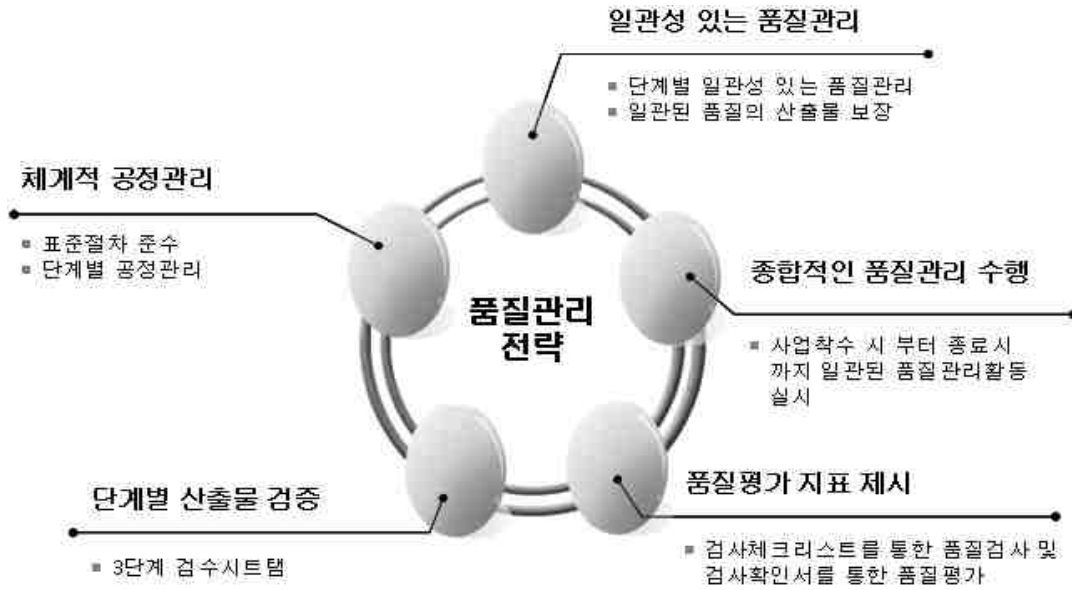 일관성 있는 품질관리
▪ 단계별 일관성 있는 품질관리
▪ 일관된 품질의 산출물 보장
체계적 공정관리
▪ 표준절차 준수
▪ 단계별 공정관리
품질관리
전략
종합적인 품질관리 수행
▪ 사업착수 시 부터 종료시
까지 일관된 품질관리활동
실시
단계별 산출물 검증
▪ 3단계 검수시트템
품질평가 지표 제시
▪ 검사체크리스트를 통한 품질검사 및
검사확인서를 통한 품질평가